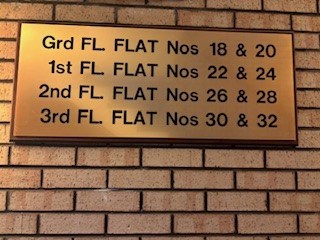 Grd FL. FLAT Nos 18 & 20
1st FL. FLAT Nos 22 & 24
2nd FL. FLAT Nos 26 & 28
3rd FL. FLAT Nos 30 & 32